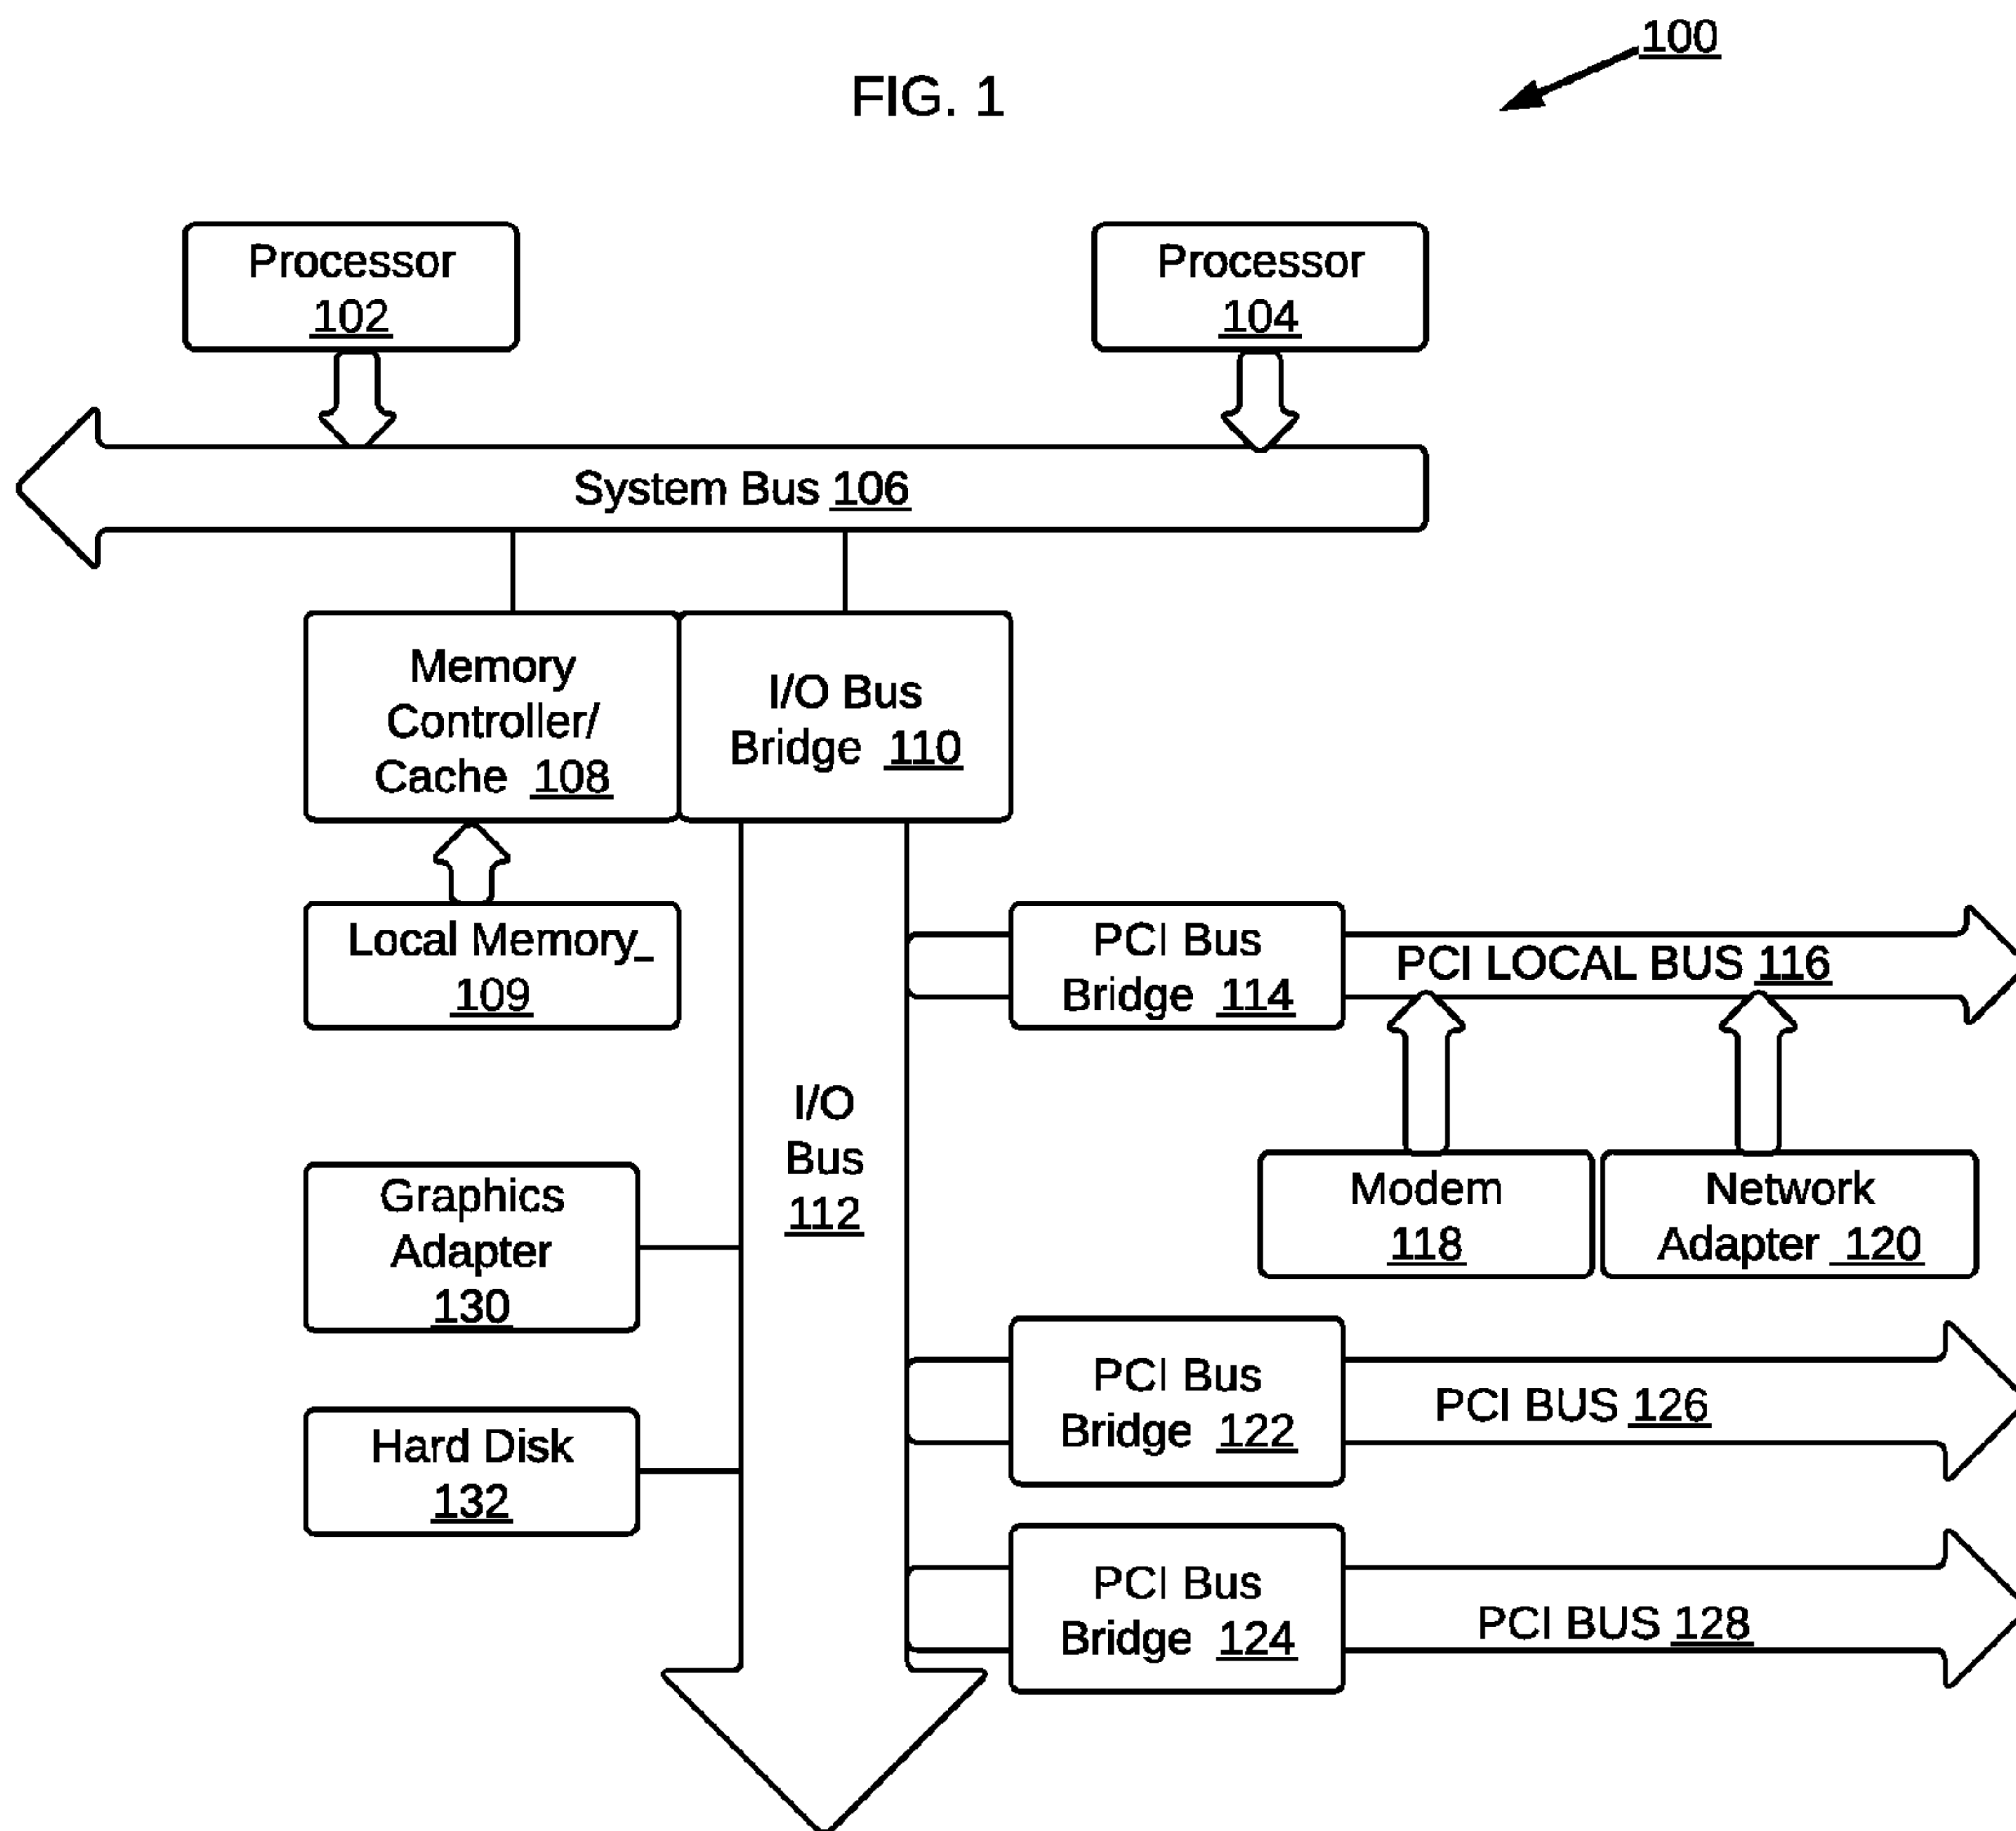 100
FIG. 1
Processor
102
Processor
104
System Bus 106
Memory
Controller/
Cache 108
I/O Bus
Bridge 110
Local Memory
109
PCI Bus
Bridge 114
PCI LOCAL BUS 116
I/O
Bus
112
Modem
118
Network
Adapter 120
Graphics
Adapter
130
Hard Disk
132
PCI Bus
Bridge 122
PCI BUS 126
PCI Bus
Bridge 124
PCI BUS 128